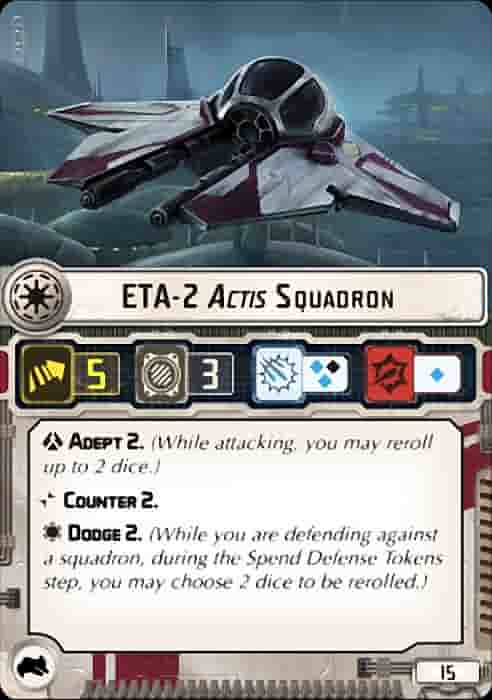 ETA-2 ACTIS SQUADRON
5 3
ADEPT 2. (While attacking, you may reroll
up to 2 dice.)
COUNTER 2.
DODGE 2. (While you are defending against
a squadron, during the Spend Defense Tokens
step, you may choose 2 dice to be rerolled.)
15